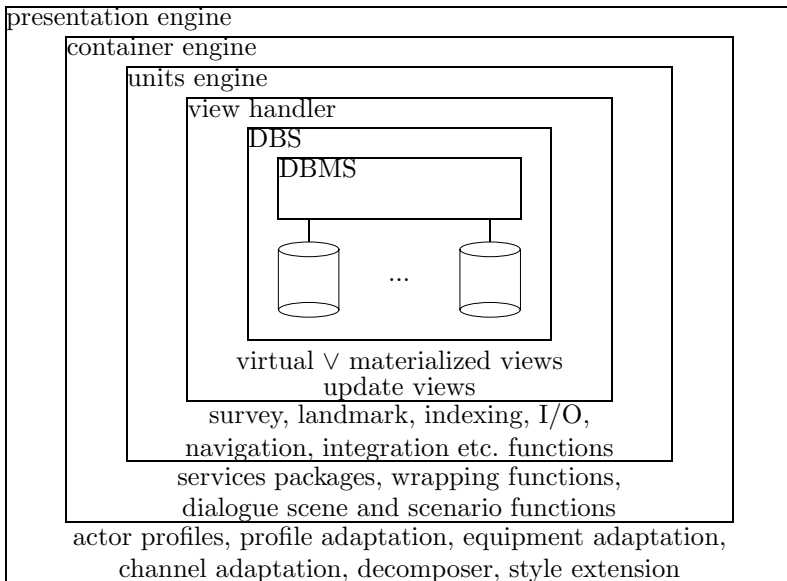 presentation engine
container engine
units engine
view handler
DBS
DBMS
...
virtual ∨ materialized views
update views
survey, landmark, indexing, I/O,
navigation, integration etc. functions
services packages, wrapping functions,
dialogue scene and scenario functions
actor profiles, profile adaptation, equipment adaptation,
channel adaptation, decomposer, style extension